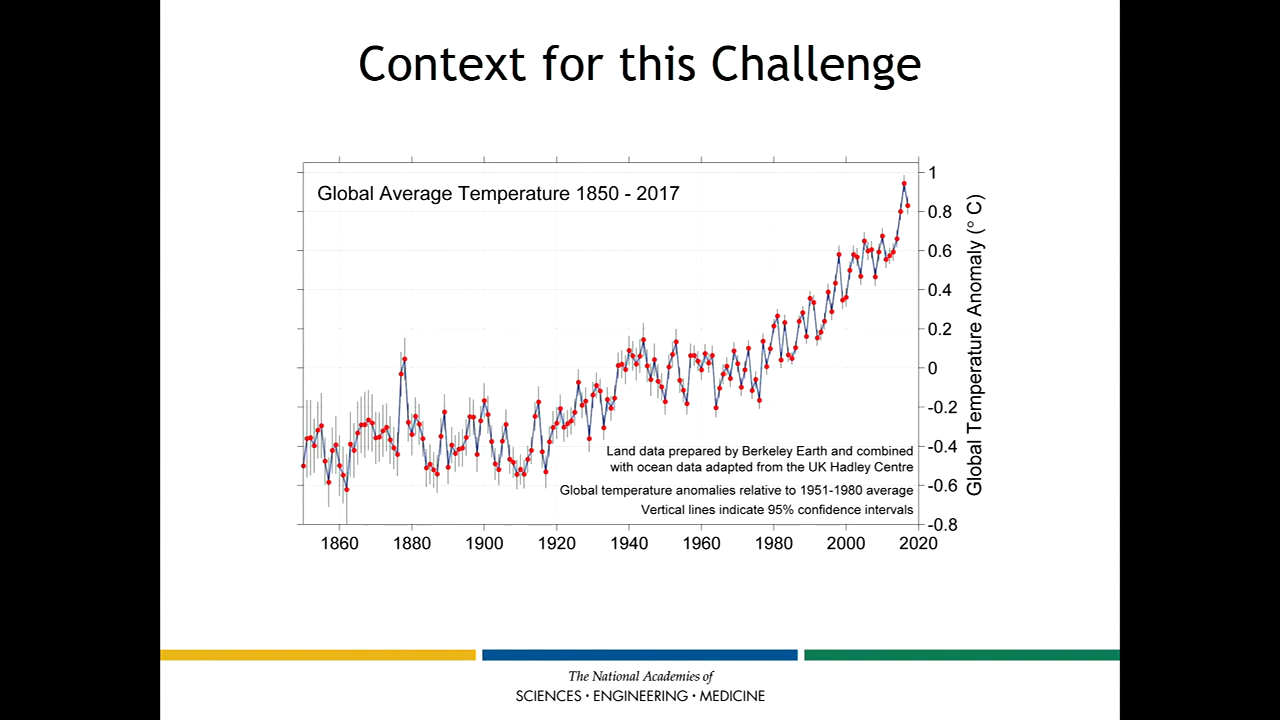 Context for this Challenge
Global Average Temperature 1850 - 2017
1
0.8
0.6
0.4
0.2
0
-0.2
-0.4
-0.6
-0.8
Global Temperature Anomaly (° C)
Land data prepared by Berkeley Earth and combined
with ocean data adapted from the UK Hadley Centre
Global temperature anomalies relative to 1951-1980 average
Vertical lines indicate 95% confidence intervals
1860 1880 1900 1920 1940 1960 1980 2000 2020
The National Academies of
SCIENCES · ENGINEERING · MEDICINE